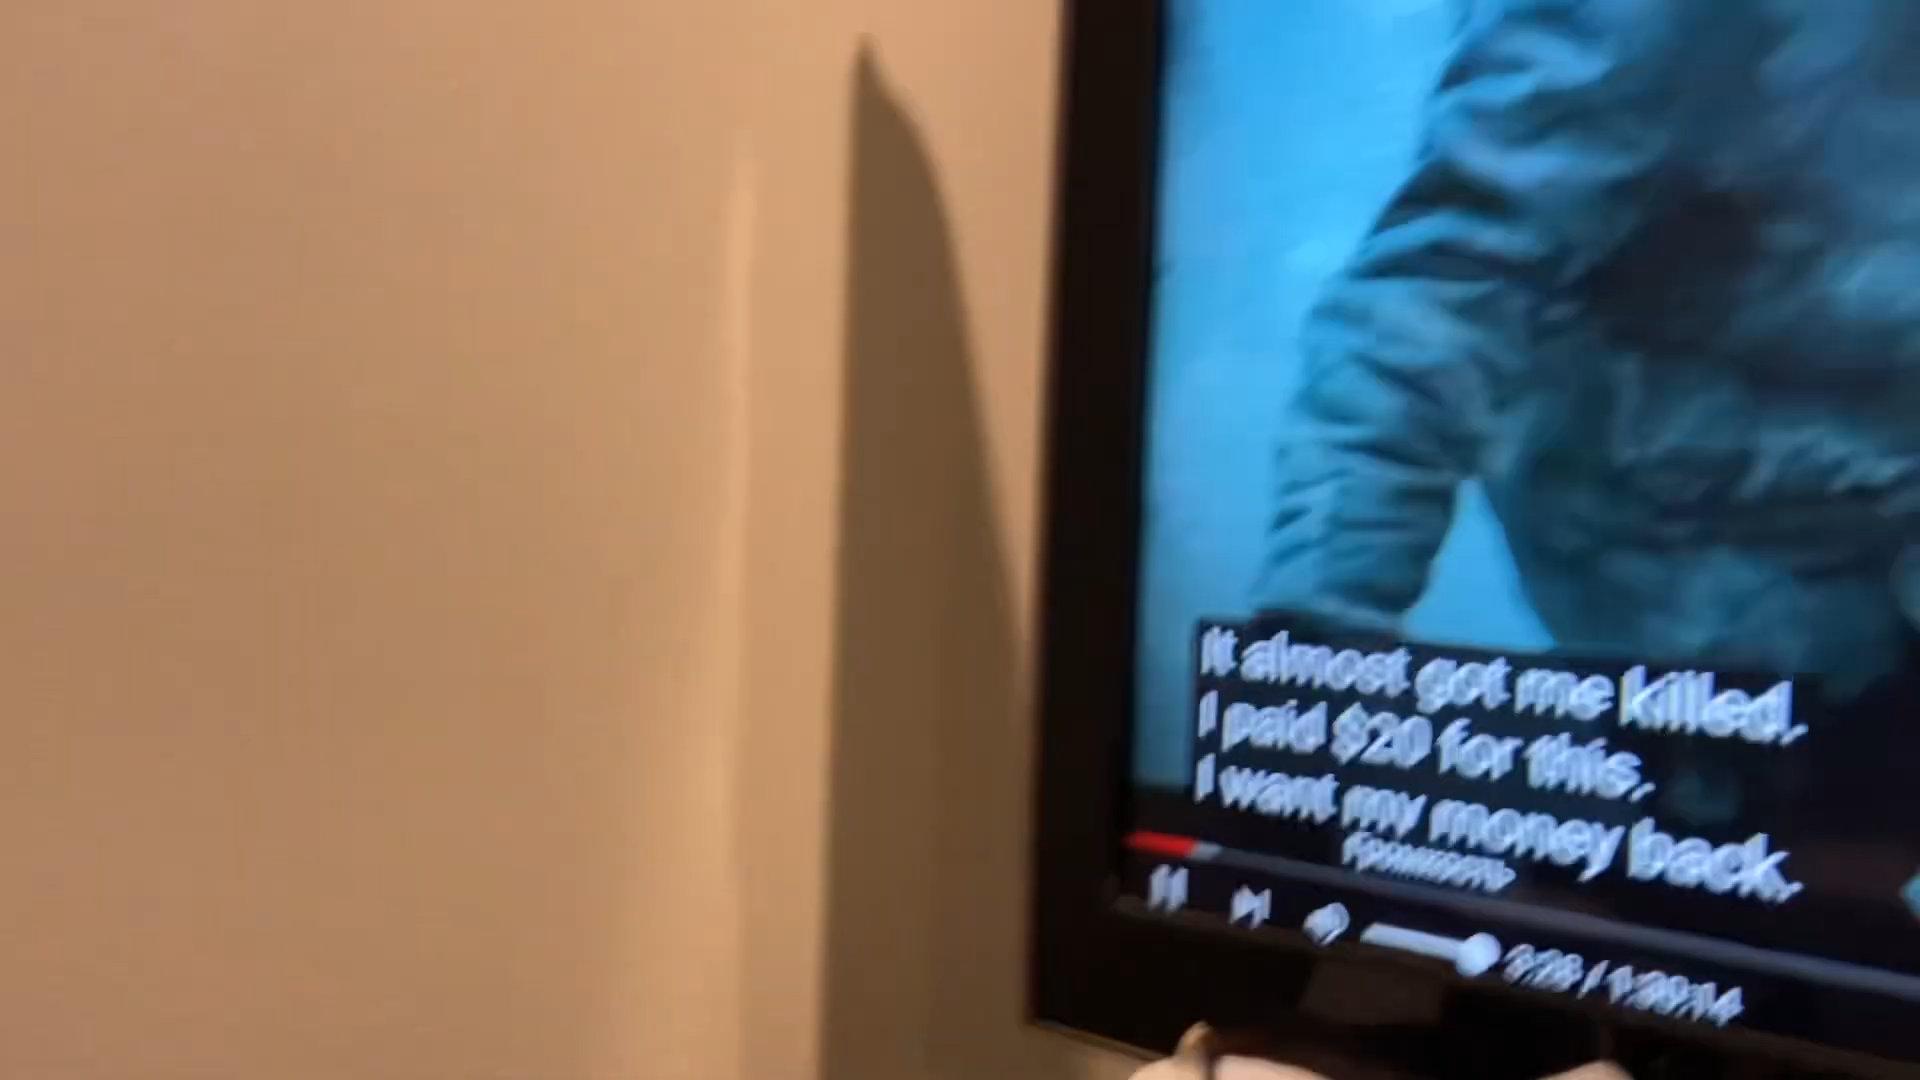 It almost got me killed,
I paid $20 for this,
I want my money back,